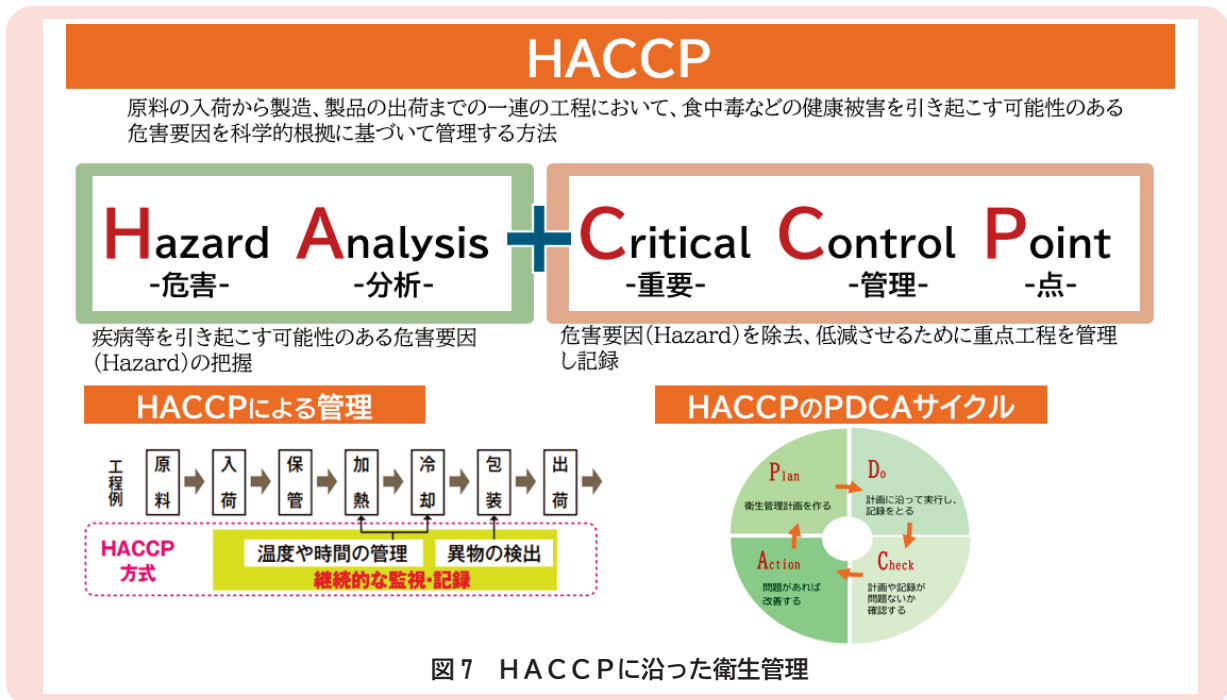 HACCP
原料の入荷から製造、製品の出荷までの一連の工程において、食中毒などの健康被害を引き起こす可能性のある
危害要因を科学的根拠に基づいて管理する方法
Hazard Analysis + Critical Control Point
-危害- -分析- -重要- -管理- -点-
疾病等を引き起こす可能性のある危害要因
(Hazard)の把握
危害要因(Hazard)を除去、低減させるために重点工程を管理
し記録
HACCPによる管理
工程例 原料 入荷 保管 加熱 冷却 包装 出荷
HACCP
方式
温度や時間の管理 異物の検出
継続的な監視・記録
HACCPのPDCAサイクル
Plan
衛生管理計画を作る
Do
計画に沿って実行し、
記録をとる
Check
計画や記録が
問題ないか
確認する
Action
問題があれば
改善する
図7 HACCPに沿った衛生管理